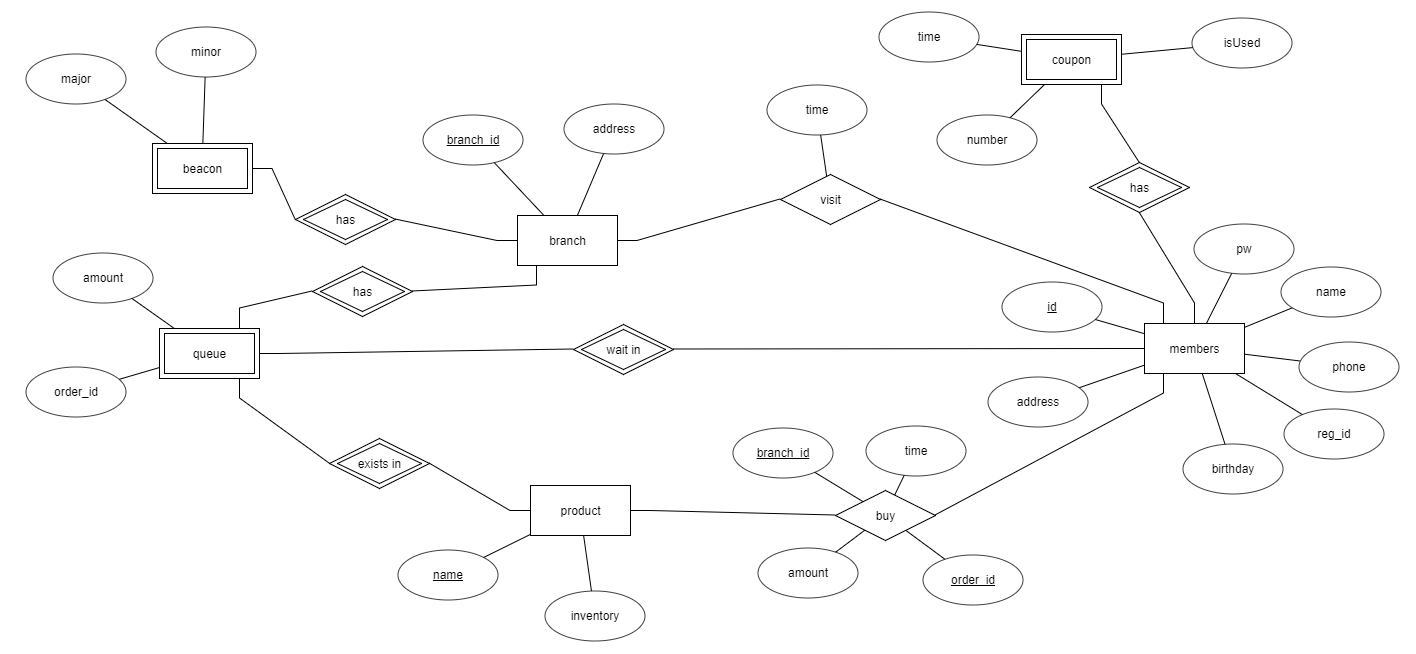 time
isUsed
coupon
minor
major
number
time
address
branch_id
beacon
has
visit
has
branch
pw
amount
has
name
id
queue
wait in
members
phone
order_id
address
reg_id
branch_id
time
exists in
birthday
product
buy
name
amount
order_id
inventory